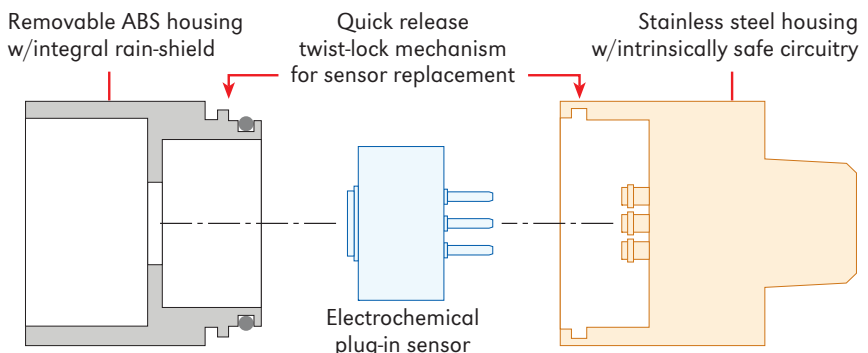 Removable ABS housing
w/integral rain-shield
Quick release
twist-lock mechanism
for sensor replacement
Stainless steel housing
w/intrinsically safe circuitry
Electrochemical
plug-in sensor